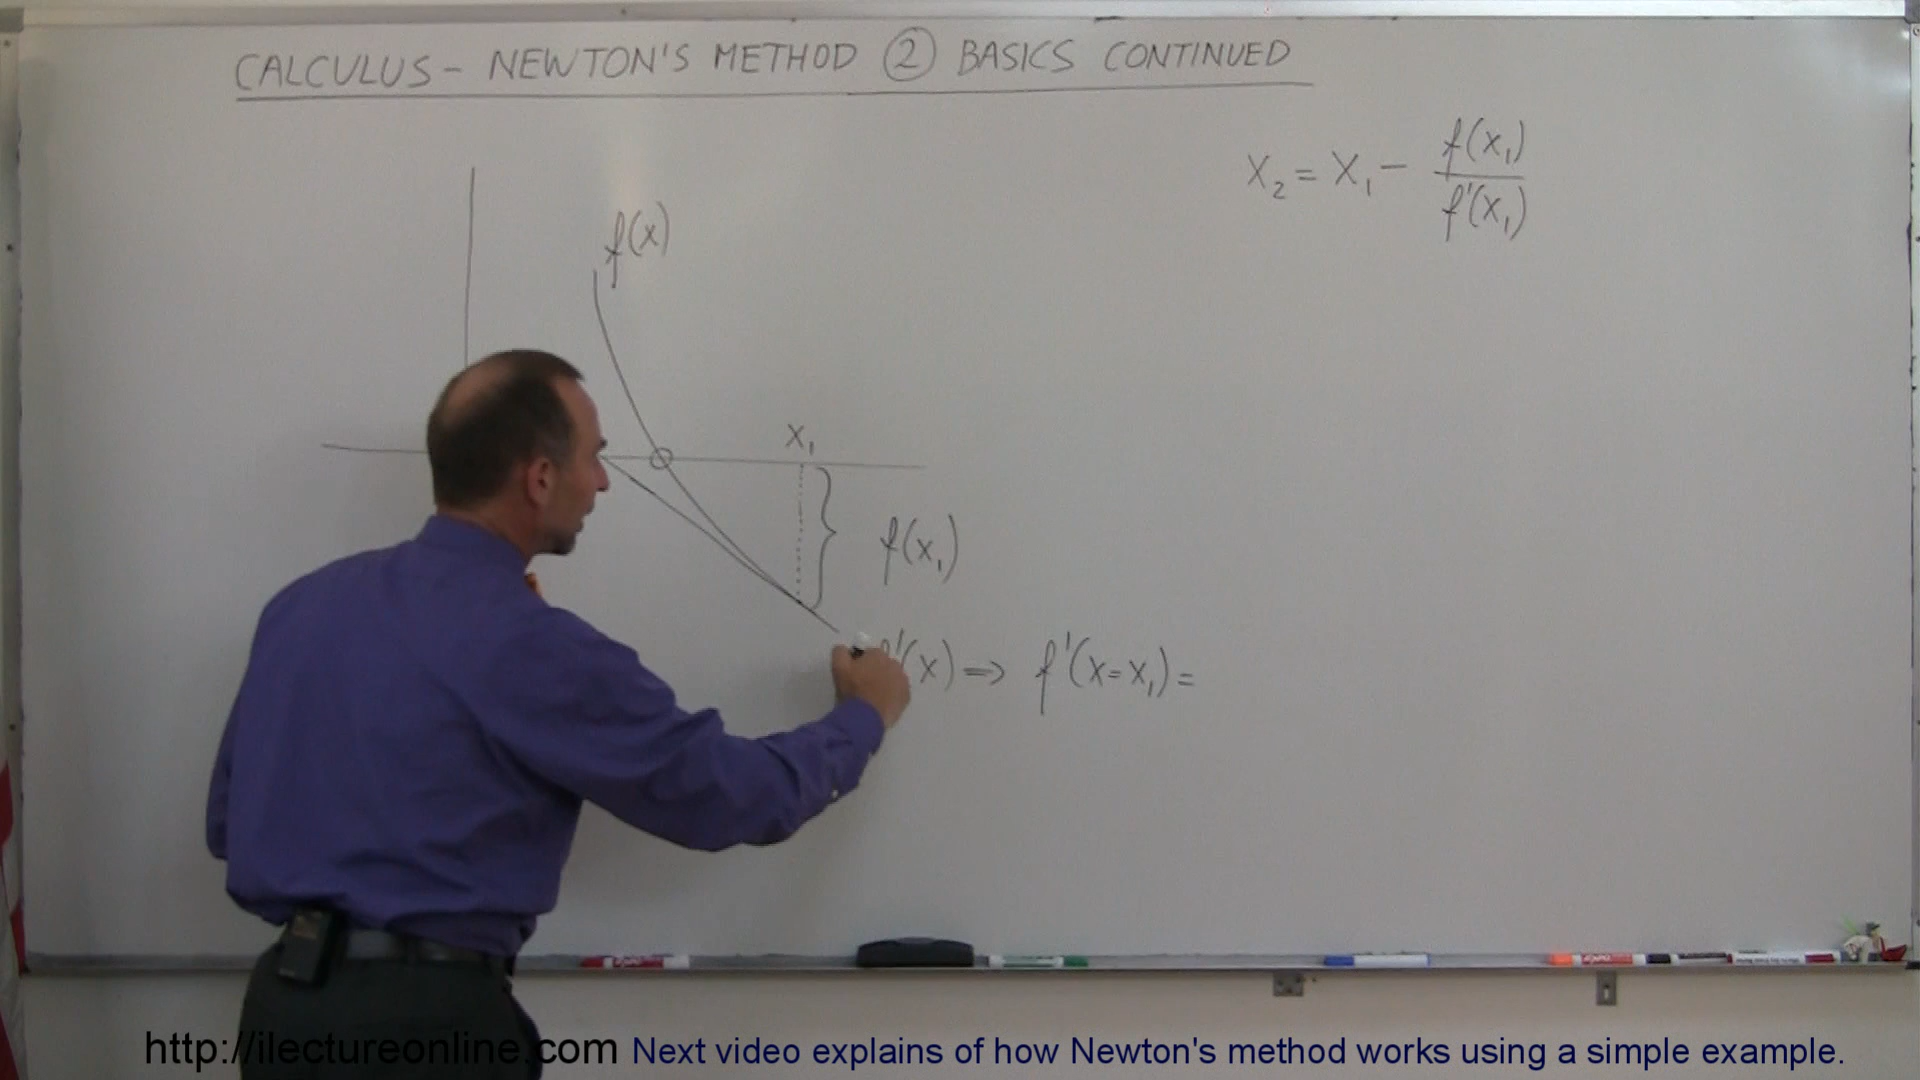 CALCULUS - NEWTON'S METHOD ② BASICS CONTINUED
X₂ = X₁ - f(x₁)/f'(x₁)
f(x)
X₁
f(x₁)
f'(x) ⇒ f'(x=x₁) =
http://ilectureonline.com Next video explains of how Newton's method works using a simple example.